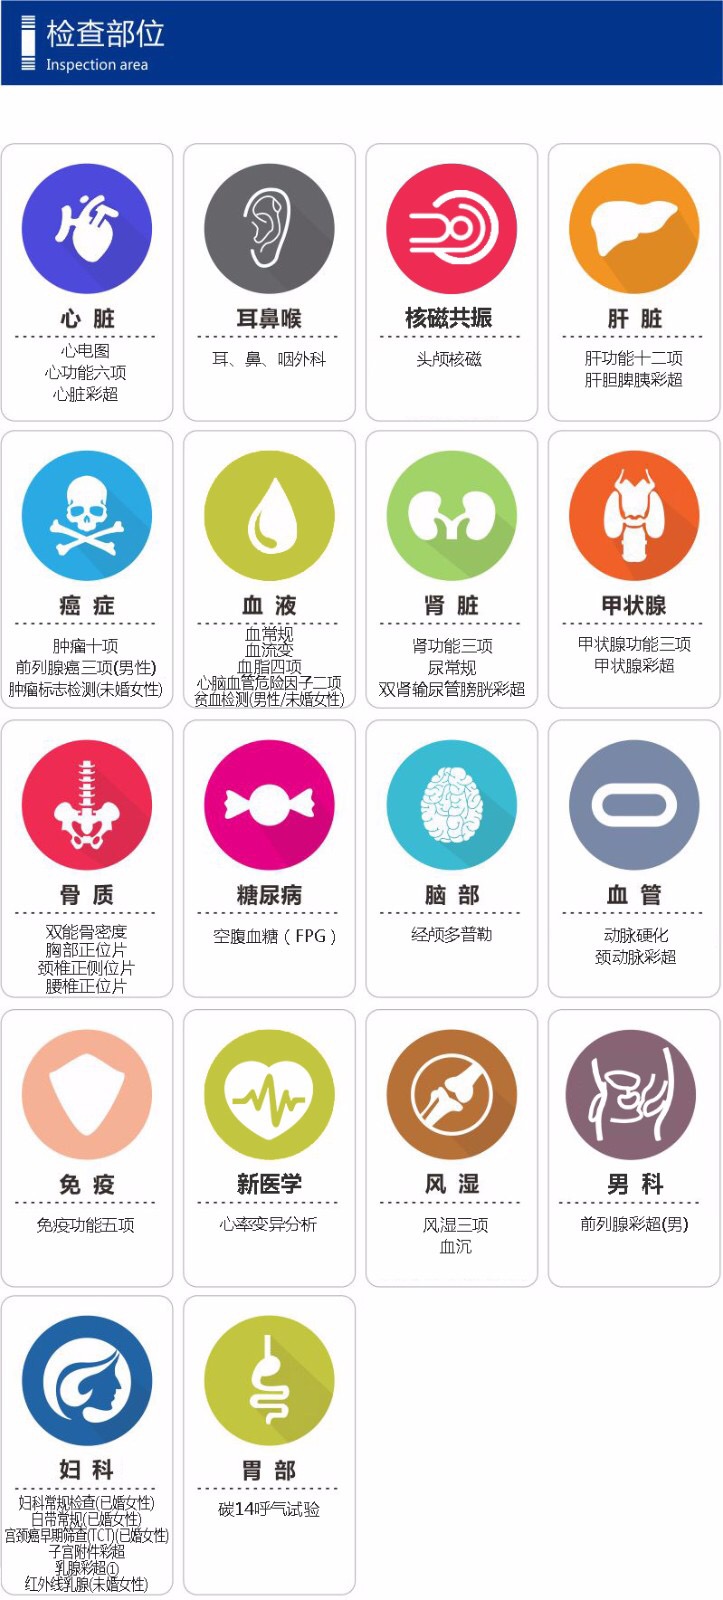 检查部位
Inspection area
心脏
心电图
心功能六项
心脏彩超
耳鼻喉
耳、鼻、咽外科
核磁共振
头颅核磁
肝脏
肝功能十二项
肝胆脾胰彩超
癌症
肿瘤十项
前列腺癌三项(男性)
肿瘤标志检测(未婚女性)
血液
血常规
血流变
血脂四项
心脑血管危险因子二项
贫血检测(男性/未婚女性)
肾脏
肾功能三项
尿常规
双肾输尿管膀胱彩超
甲状腺
甲状腺功能三项
甲状腺彩超
骨质
双能骨密度
胸部正位片
颈椎正侧位片
腰椎正位片
糖尿病
空腹血糖（FPG）
脑部
经颅多普勒
血管
动脉硬化
颈动脉彩超
免疫
免疫功能五项
新医学
心率变异分析
风湿
风湿三项
血沉
男科
前列腺彩超(男)
妇科
妇科常规检查(已婚女性)
白带常规(已婚女性)
宫颈癌早期筛查(TCT)(已婚女性)
子宫附件彩超
乳腺彩超①
红外线乳腺(未婚女性)
胃部
碳14呼气试验